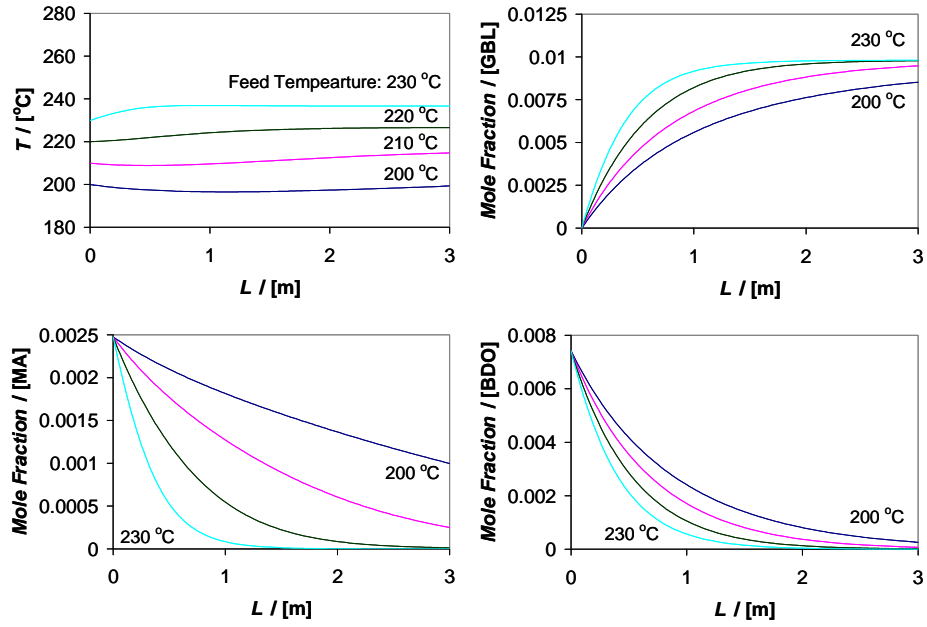 280
260
240
220
200
180
T / [°C]
Feed Tempearture: 230 °C
220 °C
210 °C
200 °C
0 1 2 3
L / [m]
0.0125
0.01
0.0075
0.005
0.0025
0
Mole Fraction / [GBL]
230 °C
200 °C
0 1 2 3
L / [m]
0.0025
0.002
0.0015
0.001
0.0005
0
Mole Fraction / [MA]
200 °C
230 °C
0 1 2 3
L / [m]
0.008
0.006
0.004
0.002
0
Mole Fraction / [BDO]
200 °C
230 °C
0 1 2 3
L / [m]